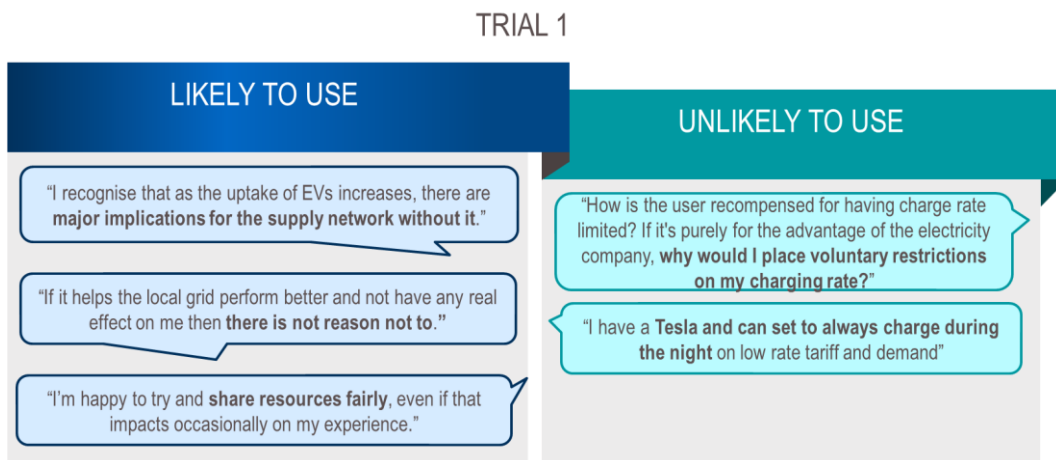 TRIAL 1
LIKELY TO USE
“I recognise that as the uptake of EVs increases, there are
major implications for the supply network without it.”
“If it helps the local grid perform better and not have any real
effect on me then there is not reason not to.”
“I’m happy to try and share resources fairly, even if that
impacts occasionally on my experience.”
UNLIKELY TO USE
“How is the user recompensed for having charge rate
limited? If it's purely for the advantage of the electricity
company, why would I place voluntary restrictions
on my charging rate?”
“I have a Tesla and can set to always charge during
the night on low rate tariff and demand”